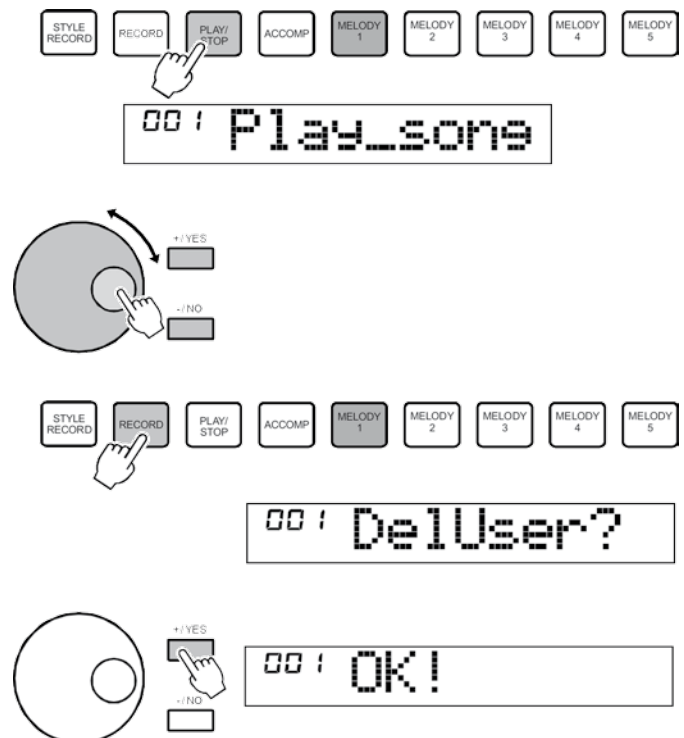 STYLE RECORD RECORD PLAY/ STOP ACCOMP MELODY 1 MELODY 2 MELODY 3 MELODY 4 MELODY 5
001 Play_song
+/YES
-/NO
STYLE RECORD RECORD PLAY/ STOP ACCOMP MELODY 1 MELODY 2 MELODY 3 MELODY 4 MELODY 5
001 DelUser?
+/YES
001 OK!
-/NO